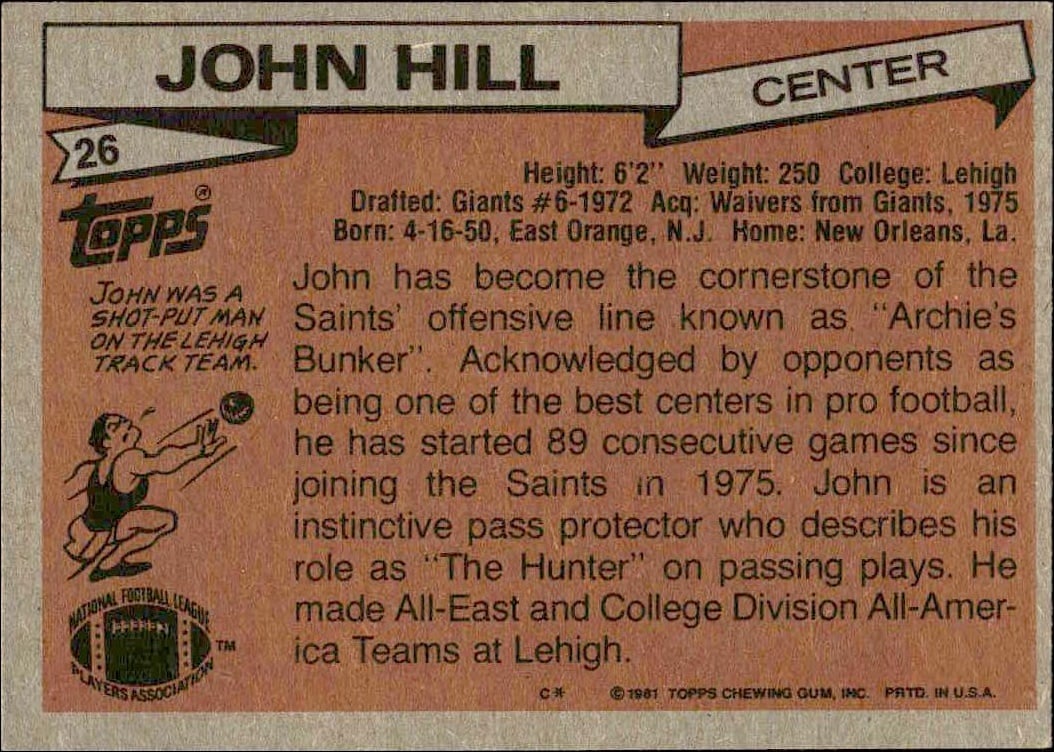 JOHN HILL
CENTER
26
TOPPS®
Height: 6'2'' Weight: 250 College: Lehigh
Drafted: Giants #6-1972 Acq: Waivers from Giants, 1975
Born: 4-16-50, East Orange, N.J. Home: New Orleans, La.
JOHN WAS A
SHOT-PUT MAN
ON THE LEHIGH
TRACK TEAM.
John has become the cornerstone of the
Saints' offensive line known as "Archie's
Bunker". Acknowledged by opponents as
being one of the best centers in pro football,
he has started 89 consecutive games since
joining the Saints in 1975. John is an
instinctive pass protector who describes his
role as "The Hunter" on passing plays. He
made All-East and College Division All-Amer-
ica Teams at Lehigh.
NATIONAL FOOTBALL LEAGUE
PLAYERS ASSOCIATION
TM
C* ©1981 TOPPS CHEWING GUM, INC. PRTD. IN U.S.A.